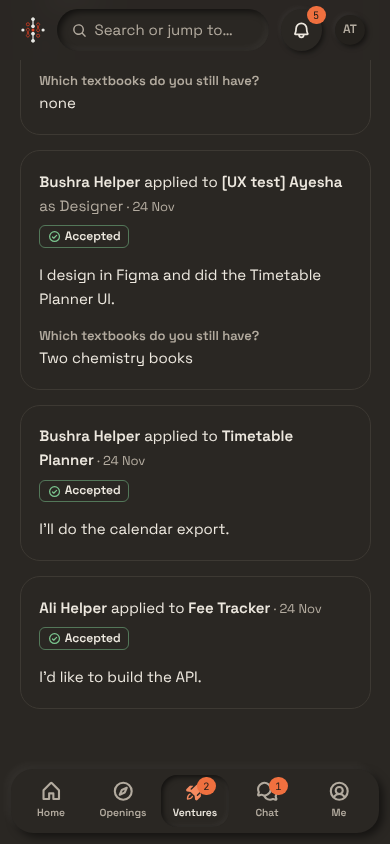 Search or jump to...
5
AT
Which textbooks do you still have?
none
Bushra Helper applied to [UX test] Ayesha
as Designer · 24 Nov
Accepted
I design in Figma and did the Timetable
Planner UI.
Which textbooks do you still have?
Two chemistry books
Bushra Helper applied to Timetable
Planner · 24 Nov
Accepted
I'll do the calendar export.
Ali Helper applied to Fee Tracker · 24 Nov
Accepted
I'd like to build the API.
2
1
Home
Openings
Ventures
Chat
Me